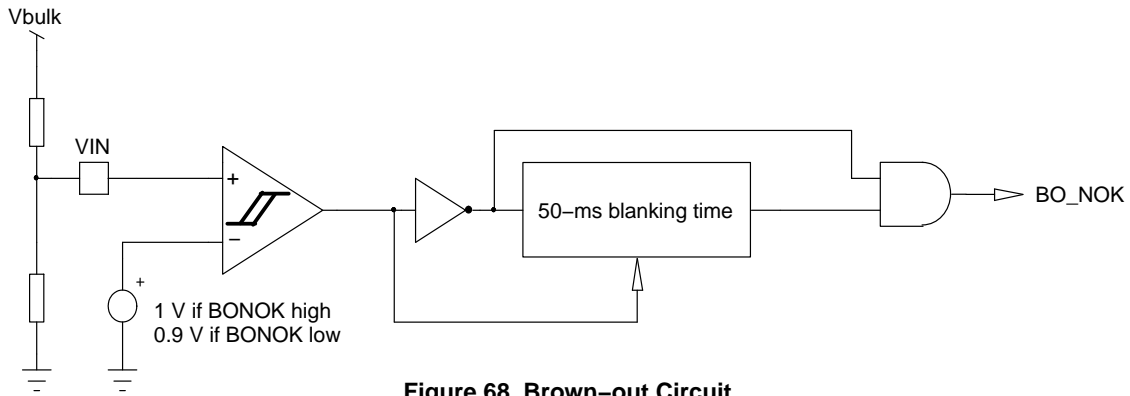 Vbulk
VIN
+
−
+
1 V if BONOK high
0.9 V if BONOK low
50−ms blanking time
BO_NOK
Figure 68. Brown−out Circuit